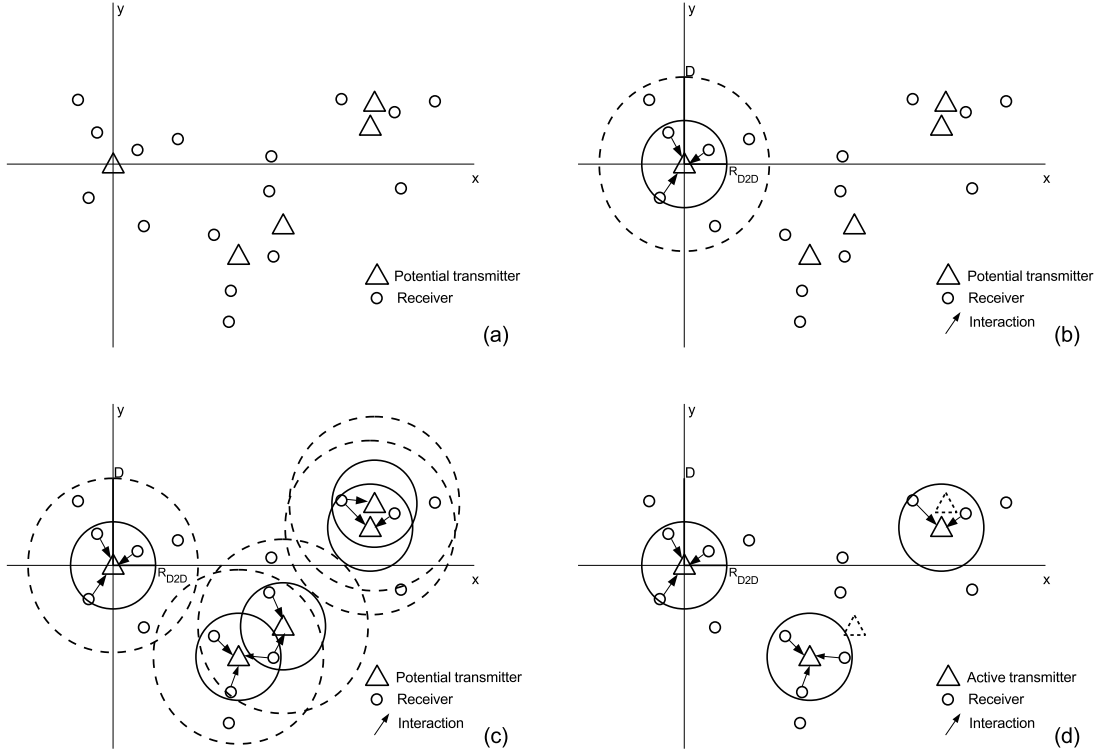 y
x
Potential transmitter
Receiver
(a)
y
D
R_D2D
x
Potential transmitter
Receiver
Interaction
(b)
y
D
R_D2D
x
Potential transmitter
Receiver
Interaction
(c)
y
D
R_D2D
x
Active transmitter
Receiver
Interaction
(d)